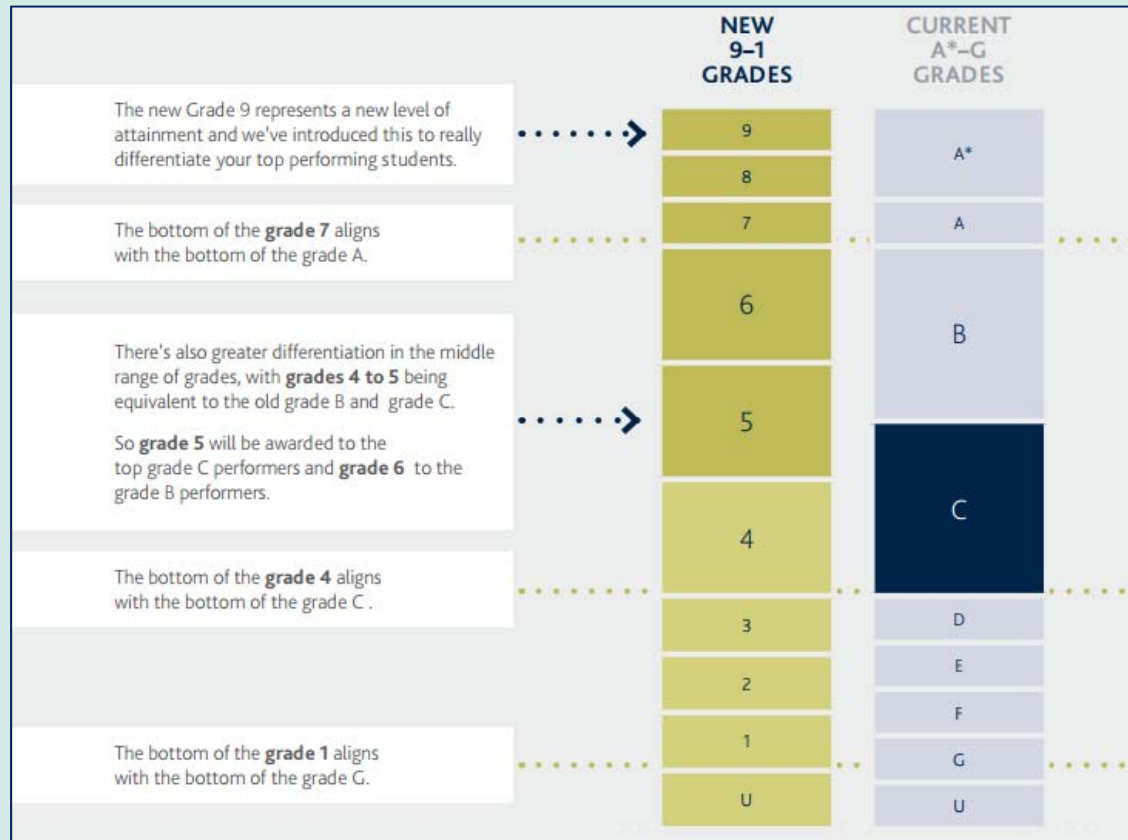 NEW
9–1
GRADES
CURRENT
A*–G
GRADES
The new Grade 9 represents a new level of
attainment and we've introduced this to really
differentiate your top performing students.
The bottom of the grade 7 aligns
with the bottom of the grade A.
There's also greater differentiation in the middle
range of grades, with grades 4 to 5 being
equivalent to the old grade B and grade C.
So grade 5 will be awarded to the
top grade C performers and grade 6 to the
grade B performers.
The bottom of the grade 4 aligns
with the bottom of the grade C .
The bottom of the grade 1 aligns
with the bottom of the grade G.
9
8
7
6
5
4
3
2
1
U
A*
A
B
C
D
E
F
G
U